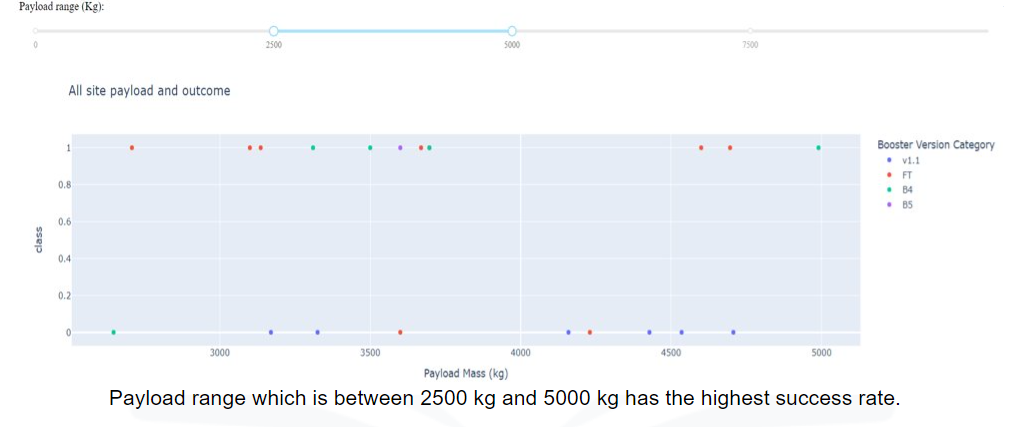 Payload range (Kg):
0 2500 5000 7500
All site payload and outcome
Booster Version Category
v1.1
FT
B4
B5
class
1
0.8
0.6
0.4
0.2
0
3000 3500 4000 4500 5000
Payload Mass (kg)
Payload range which is between 2500 kg and 5000 kg has the highest success rate.